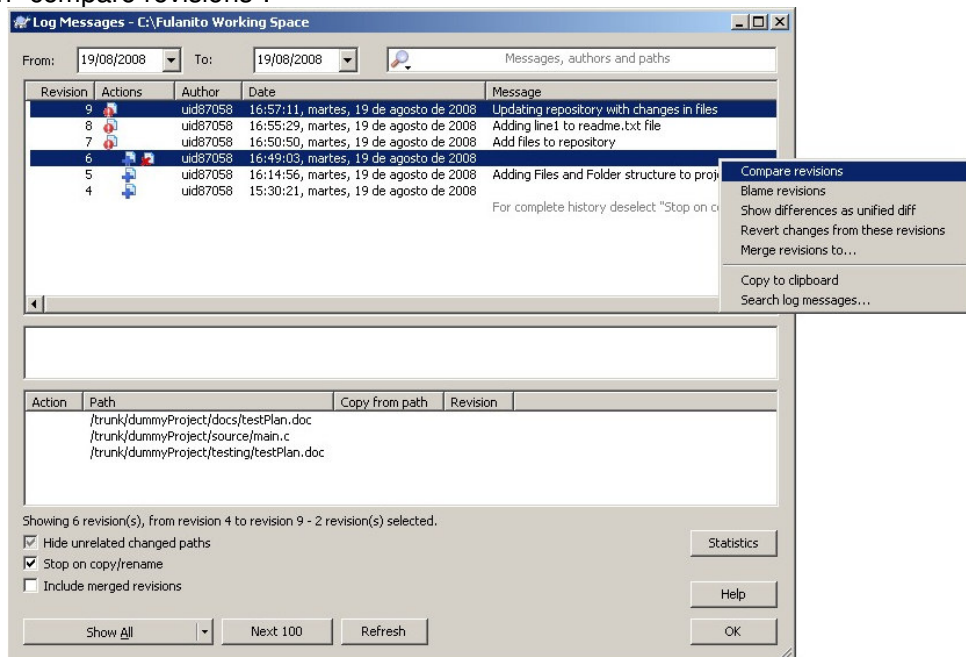 "compare revisions".
Log Messages - C:\Fulanito Working Space
From: 19/08/2008 To: 19/08/2008 Messages, authors and paths
Revision Actions Author Date Message
9 uid87058 16:57:11, martes, 19 de agosto de 2008 Updating repository with changes in files
8 uid87058 16:55:29, martes, 19 de agosto de 2008 Adding line1 to readme.txt file
7 uid87058 16:50:50, martes, 19 de agosto de 2008 Add files to repository
6 uid87058 16:49:03, martes, 19 de agosto de 2008
5 uid87058 16:14:56, martes, 19 de agosto de 2008 Adding Files and Folder structure to proj
4 uid87058 15:30:21, martes, 19 de agosto de 2008
For complete history deselect "Stop on c
Compare revisions
Blame revisions
Show differences as unified diff
Revert changes from these revisions
Merge revisions to...
Copy to clipboard
Search log messages...
Action Path Copy from path Revision
/trunk/dummyProject/docs/testPlan.doc
/trunk/dummyProject/source/main.c
/trunk/dummyProject/testing/testPlan.doc
Showing 6 revision(s), from revision 4 to revision 9 - 2 revision(s) selected.
Hide unrelated changed paths
Statistics
Stop on copy/rename
Include merged revisions
Help
Show All Next 100 Refresh OK